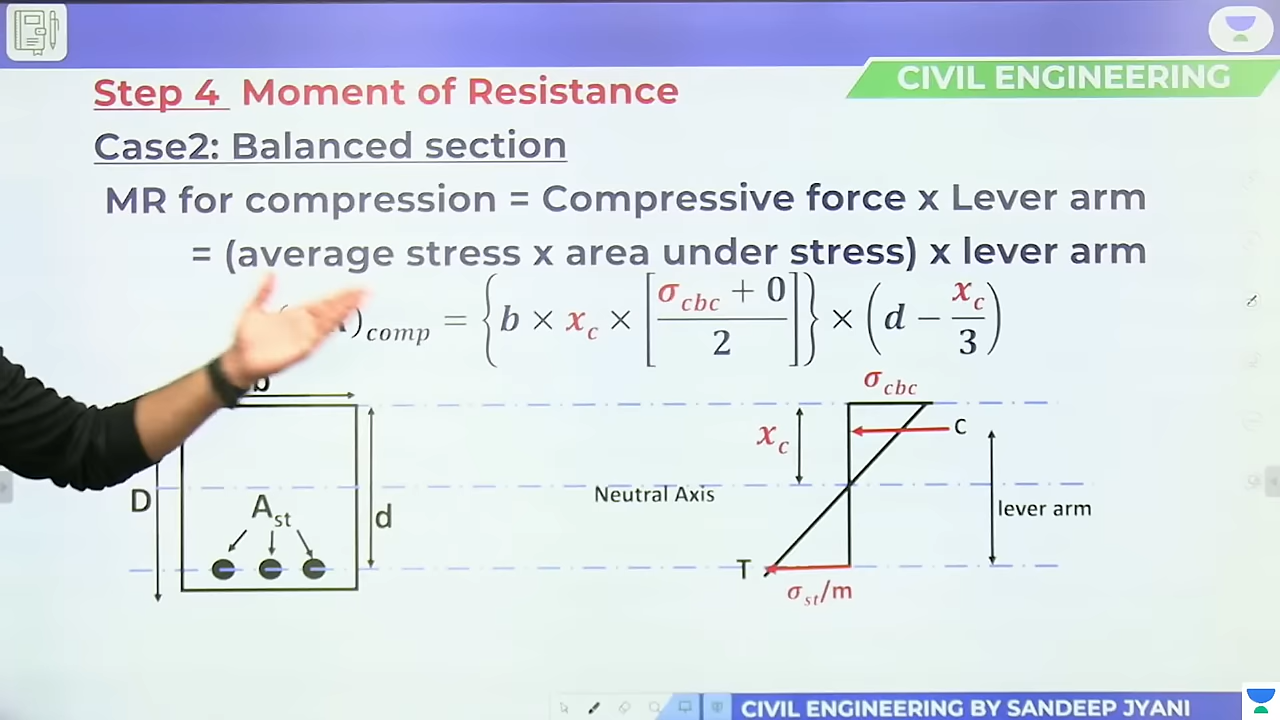 CIVIL ENGINEERING
Step 4 Moment of Resistance
Case2: Balanced section
MR for compression = Compressive force x Lever arm
= (average stress x area under stress) x lever arm
)comp = {b × xc × [σcbc + 0 / 2]} × (d − xc / 3)
b
σcbc
xc
C
D
Ast
d
Neutral Axis
lever arm
T
σst/m
CIVIL ENGINEERING BY SANDEEP JYANI